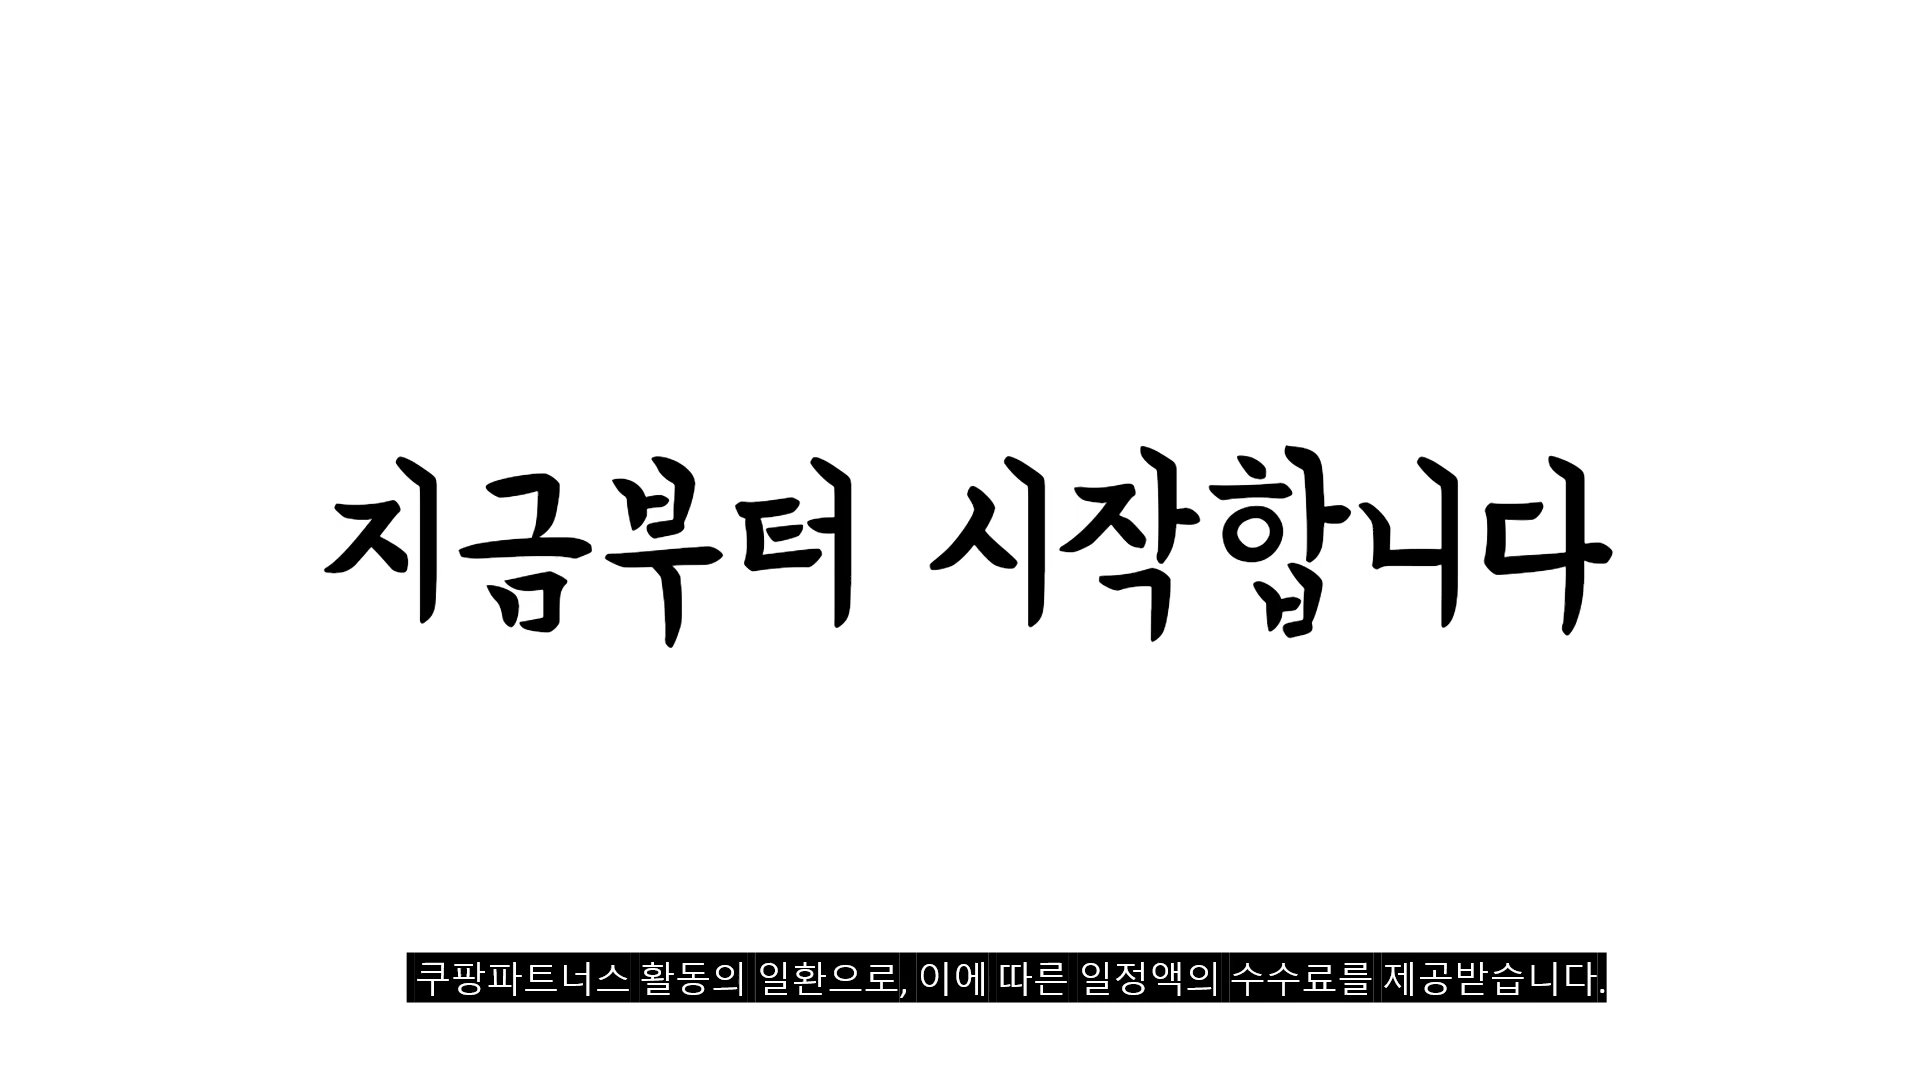 지금부터 시작합니다
쿠팡파트너스 활동의 일환으로, 이에 따른 일정액의 수수료를 제공받습니다.